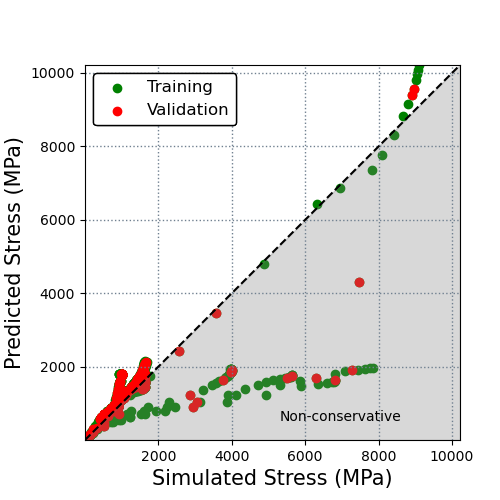 Training
Validation
10000
8000
6000
4000
2000
Predicted Stress (MPa)
Non-conservative
2000
4000
6000
8000
10000
Simulated Stress (MPa)